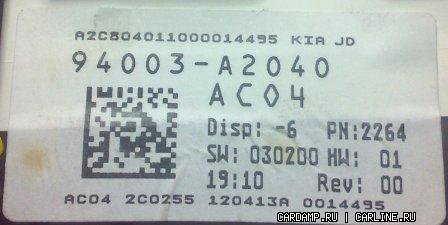 A2C80401100014495 KIA JD
94003-A2040
AC04
Disp: -6 PN:2264
SW: 030200 HW: 01
19:10 Rev: 00
AC04 2C0255 120413A 0014495
CARDAMP.RU | CARLINE.RU